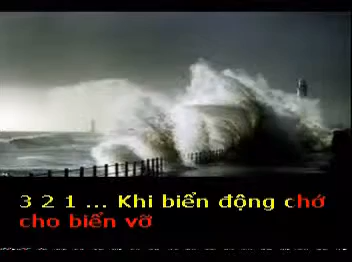 3 2 1 ... Khi biển động chớ
cho biển vỡ